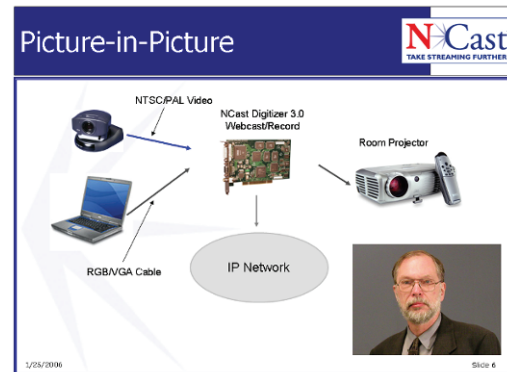 Picture-in-Picture
NCast
TAKE STREAMING FURTHER
NTSC/PAL Video
NCast Digitizer 3.0
Webcast/Record
Room Projector
RGB/VGA Cable
IP Network
1/25/2006
Slide 6